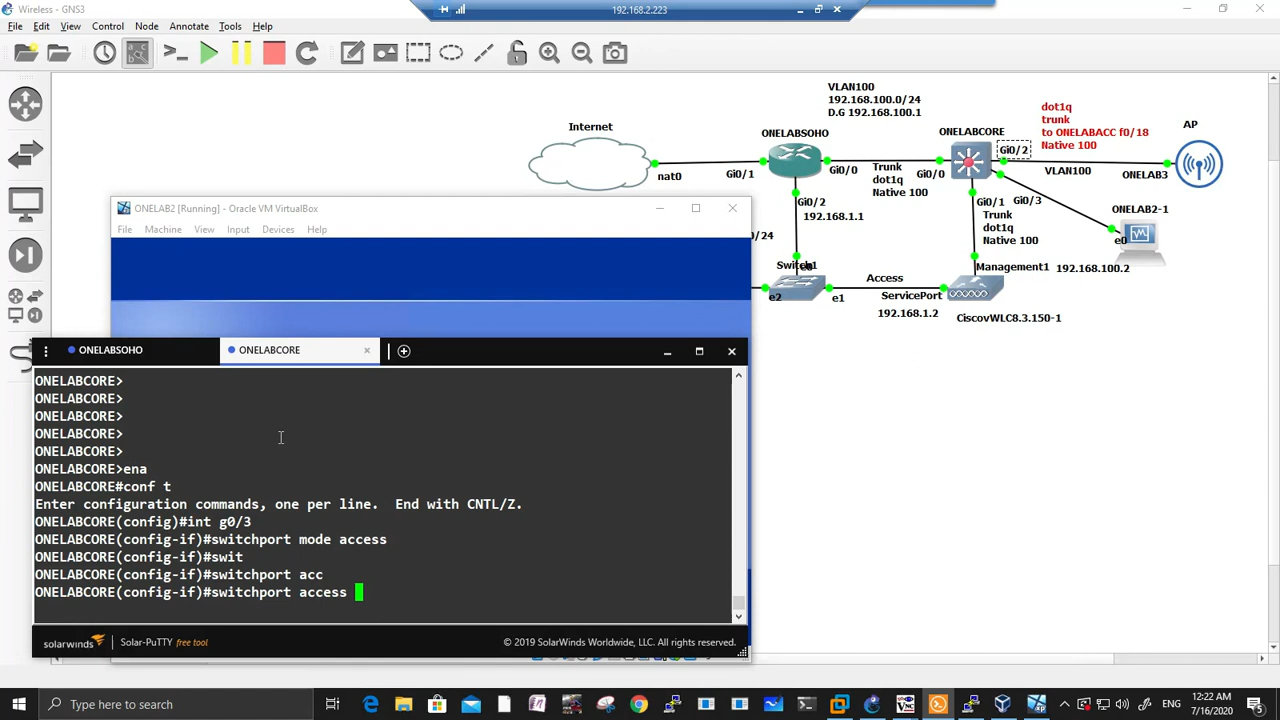 Wireless - GNS3
192.168.2.223
File Edit View Control Node Annotate Tools Help
VLAN100
192.168.100.0/24
D.G 192.168.100.1
dot1q
trunk
to ONELABACC f0/18
Native 100
Internet
ONELABSOHO
ONELABCORE
AP
nat0
Gi0/1
Gi0/0
Trunk
dot1q
Native 100
Gi0/0
Gi0/2
VLAN100
ONELAB3
Gi0/2
192.168.1.1
Gi0/1
Trunk
dot1q
Native 100
Gi0/3
ONELAB2-1
e0
192.168.100.2
0/24
Switch1
e2
e1
Access
ServicePort
192.168.1.2
Management1
CiscovWLC8.3.150-1
ONELAB2 [Running] - Oracle VM VirtualBox
File Machine View Input Devices Help
ONELABSOHO
ONELABCORE
ONELABCORE>
ONELABCORE>
ONELABCORE>
ONELABCORE>
ONELABCORE>
ONELABCORE>ena
ONELABCORE#conf t
Enter configuration commands, one per line.  End with CNTL/Z.
ONELABCORE(config)#int g0/3
ONELABCORE(config-if)#switchport mode access
ONELABCORE(config-if)#swit
ONELABCORE(config-if)#switchport acc
ONELABCORE(config-if)#switchport access
solarwinds Solar-PuTTY free tool
© 2019 SolarWinds Worldwide, LLC. All rights reserved.
Type here to search
12:22 AM
7/16/2020
5